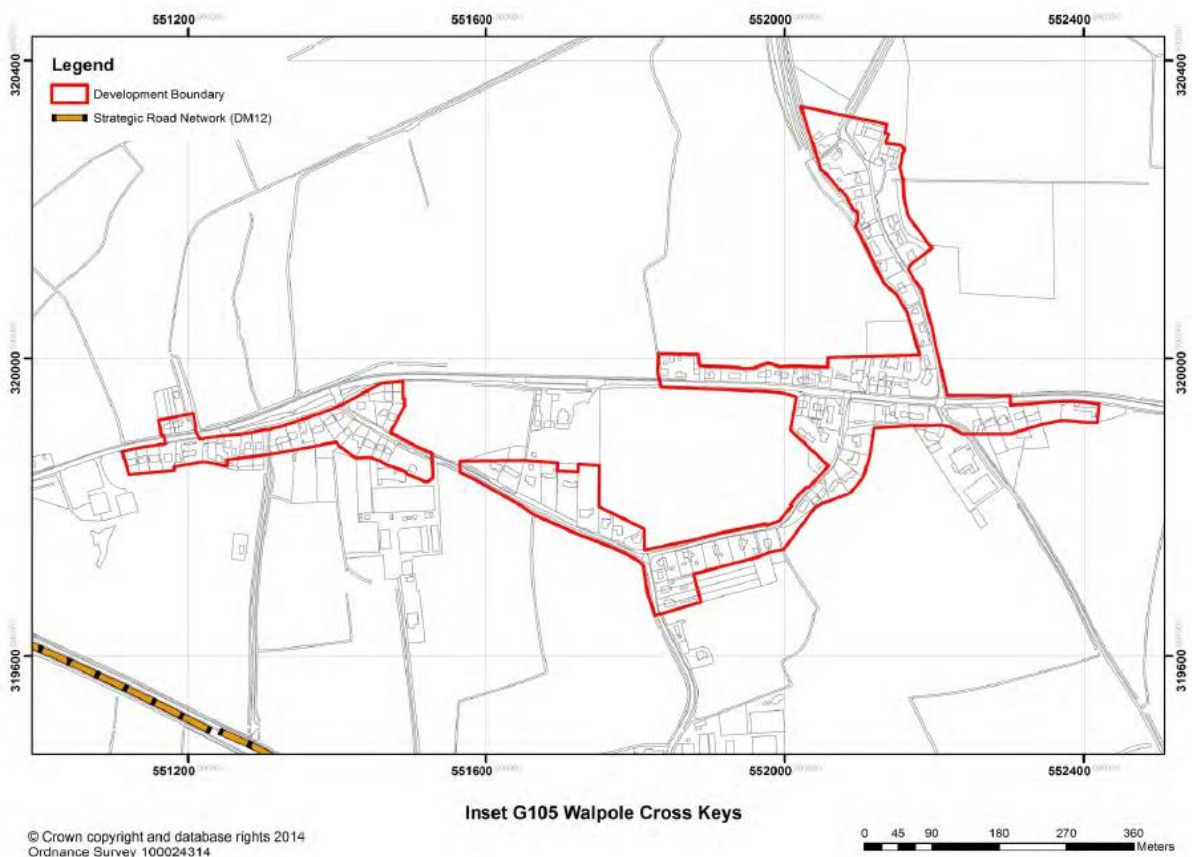 551200 551600 552000 552400
320400 320400
Legend
Development Boundary
Strategic Road Network (DM12)
320000 320000
319600 319600
551200 551600 552000 552400
Inset G105 Walpole Cross Keys
© Crown copyright and database rights 2014
Ordnance Survey 100024314
0 45 90 180 270 360
Meters